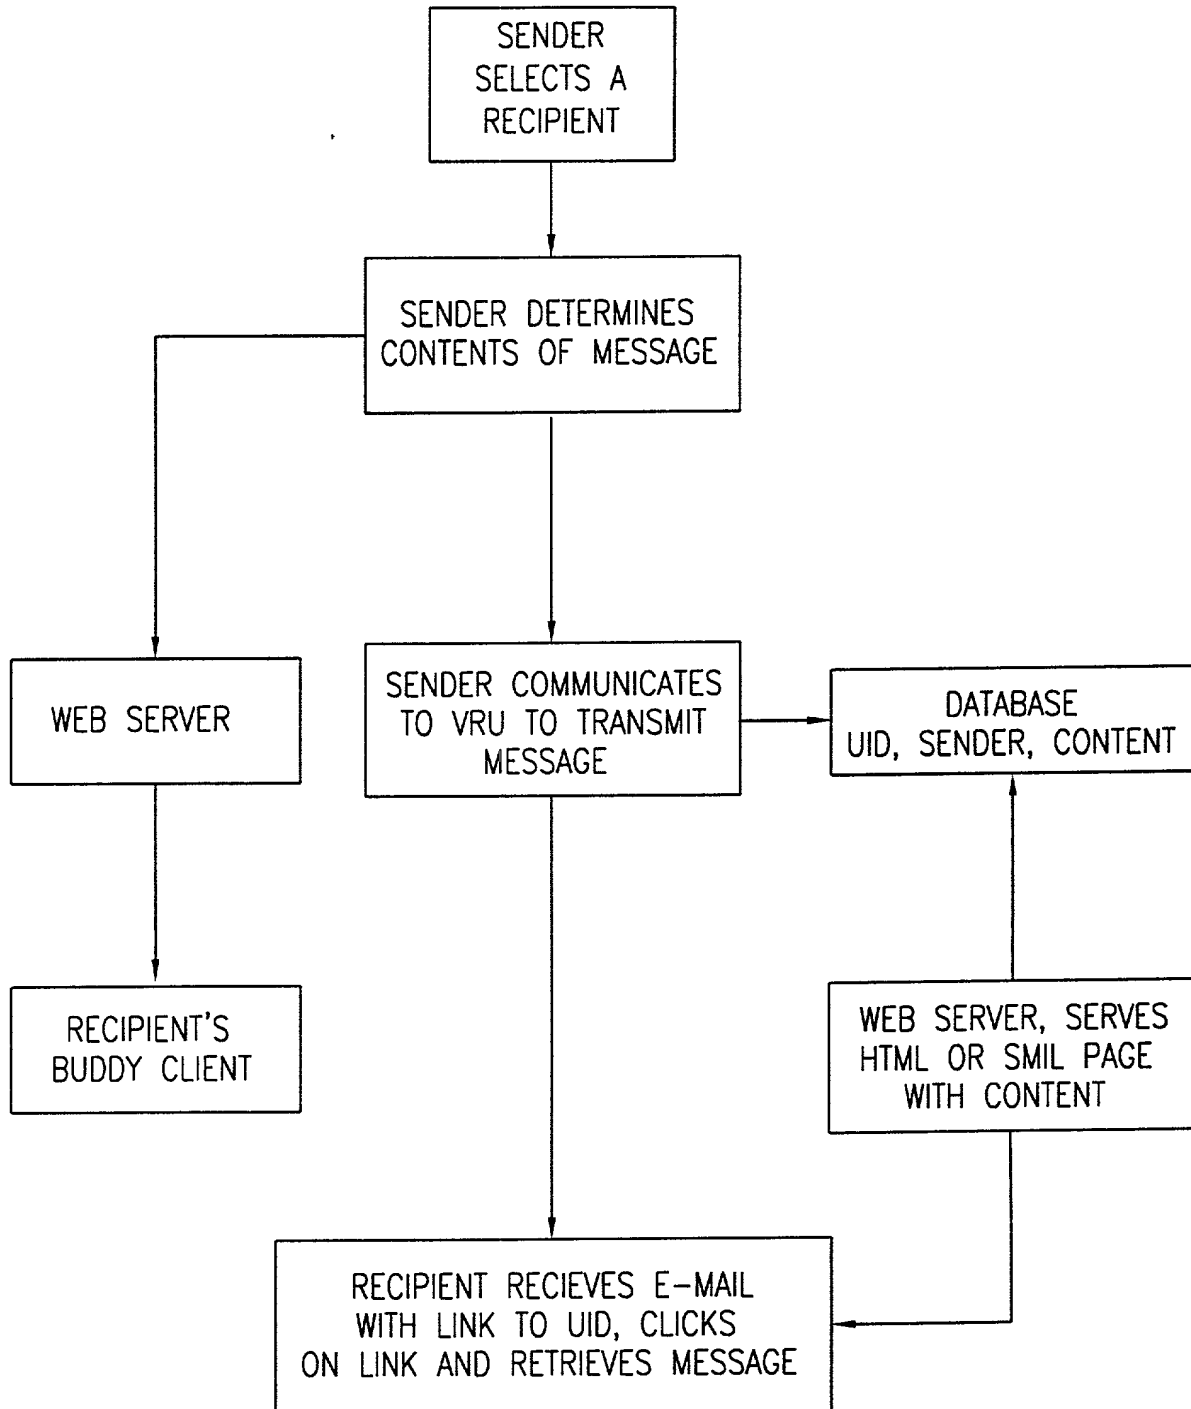 SENDER
SELECTS A
RECIPIENT
SENDER DETERMINES
CONTENTS OF MESSAGE
WEB SERVER
SENDER COMMUNICATES
TO VRU TO TRANSMIT
MESSAGE
DATABASE
UID, SENDER, CONTENT
RECIPIENT'S
BUDDY CLIENT
WEB SERVER, SERVES
HTML OR SMIL PAGE
WITH CONTENT
RECIPIENT RECIEVES E-MAIL
WITH LINK TO UID, CLICKS
ON LINK AND RETRIEVES MESSAGE